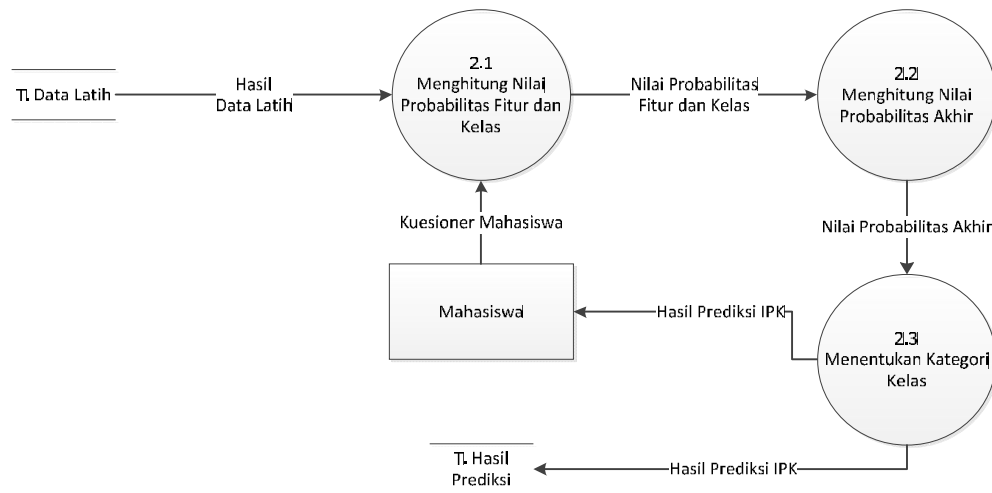 T. Data Latih
Hasil
Data Latih
2.1
Menghitung Nilai
Probabilitas Fitur dan
Kelas
Nilai Probabilitas
Fitur dan Kelas
2.2
Menghitung Nilai
Probabilitas Akhir
Kuesioner Mahasiswa
Nilai Probabilitas Akhir
Mahasiswa
Hasil Prediksi IPK
2.3
Menentukan Kategori
Kelas
T. Hasil
Prediksi
Hasil Prediksi IPK